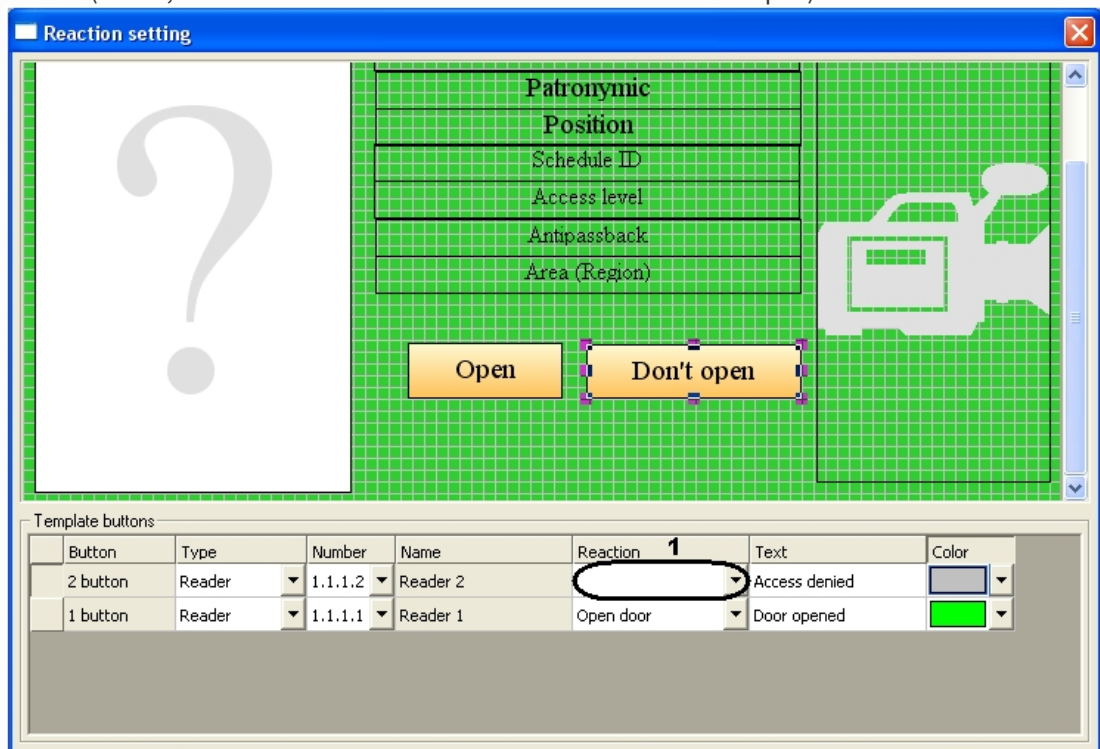 Reaction setting
Patronymic
Position
Schedule ID
Access level
Antipassback
Area (Region)
Open Don't open
Template buttons
Button Type Number Name Reaction 1 Text Color
2 button Reader 1.1.1.2 Reader 2 Access denied
1 button Reader 1.1.1.1 Reader 1 Open door Door opened